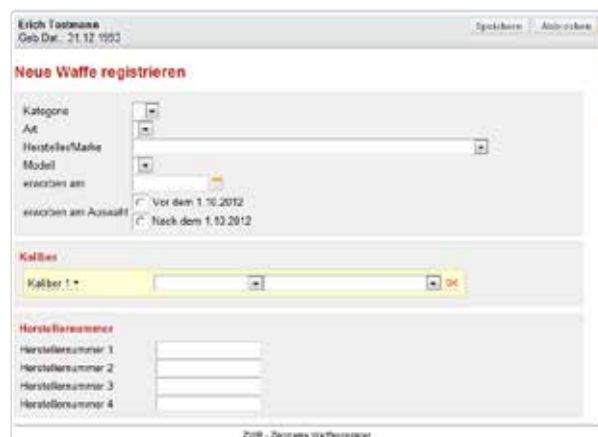 Erich Tostmann
Geb.Dat.: 31.12.1953
Speichern Abbrechen
Neue Waffe registrieren
Kategorie
Art
Hersteller/Marke
Modell
erworben am
erworben am Auswahl
Vor dem 1.10.2012
Nach dem 1.10.2012
Kaliber
Kaliber 1 *
OK
Herstellernummer
Herstellernummer 1
Herstellernummer 2
Herstellernummer 3
Herstellernummer 4
ZWR - Zentrales Waffenregister